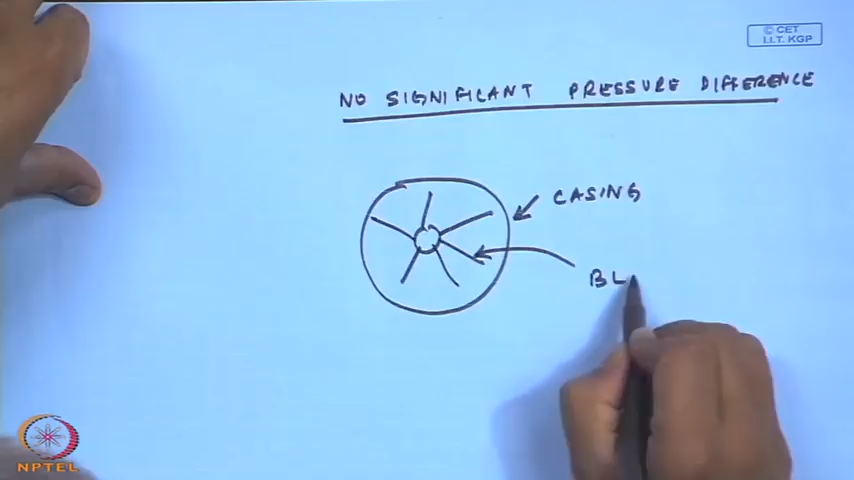 © CET
I.I.T. KGP
NO SIGNIFICANT PRESSURE DIFFERENCE
CASING
BL
NPTEL